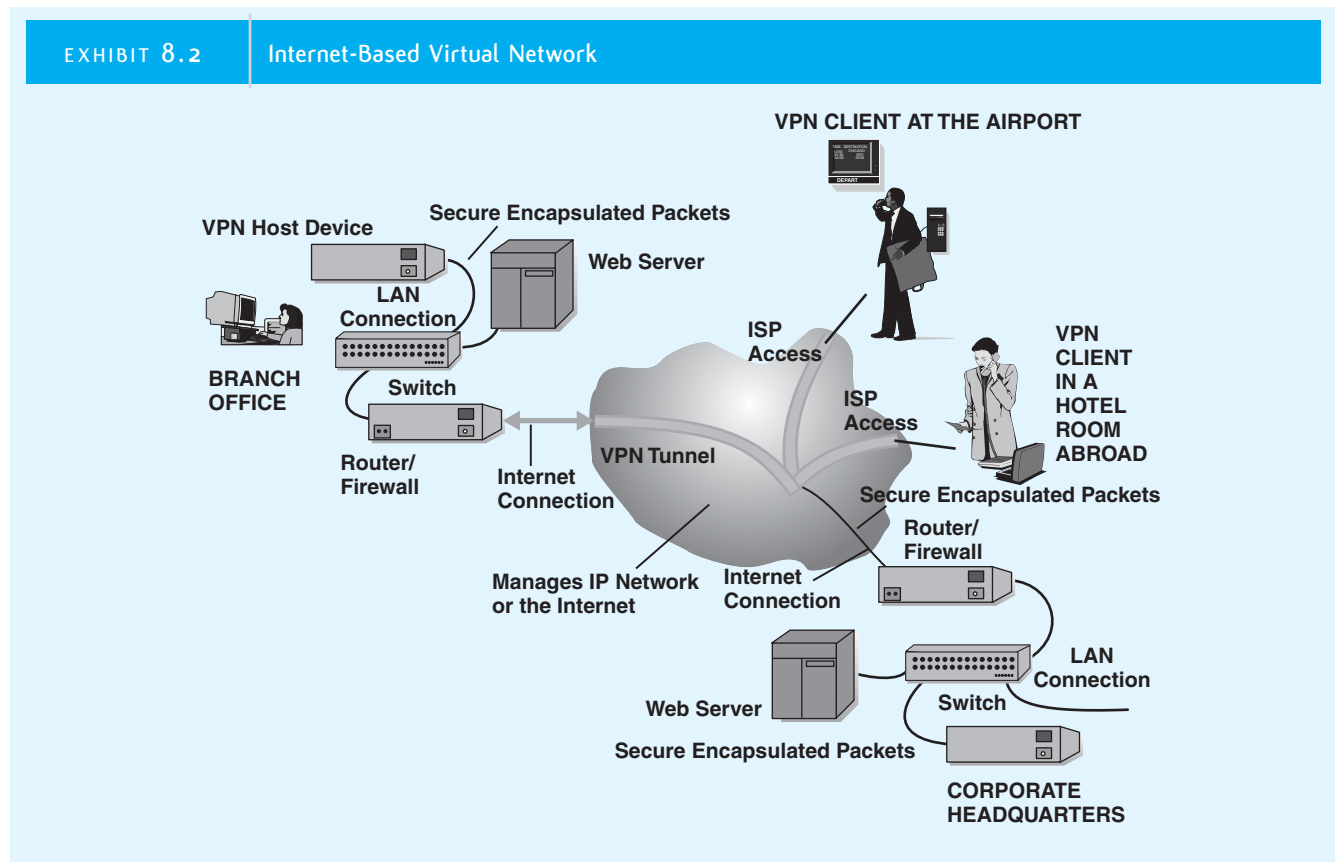 EXHIBIT 8.2
Internet-Based Virtual Network
VPN CLIENT AT THE AIRPORT
DEPART
Secure Encapsulated Packets
VPN Host Device
Web Server
LAN
Connection
BRANCH
OFFICE
Switch
Router/
Firewall
Internet
Connection
VPN Tunnel
ISP
Access
ISP
Access
VPN
CLIENT
IN A
HOTEL
ROOM
ABROAD
Secure Encapsulated Packets
Router/
Firewall
Manages IP Network
or the Internet
Internet
Connection
LAN
Connection
Web Server
Switch
Secure Encapsulated Packets
CORPORATE
HEADQUARTERS